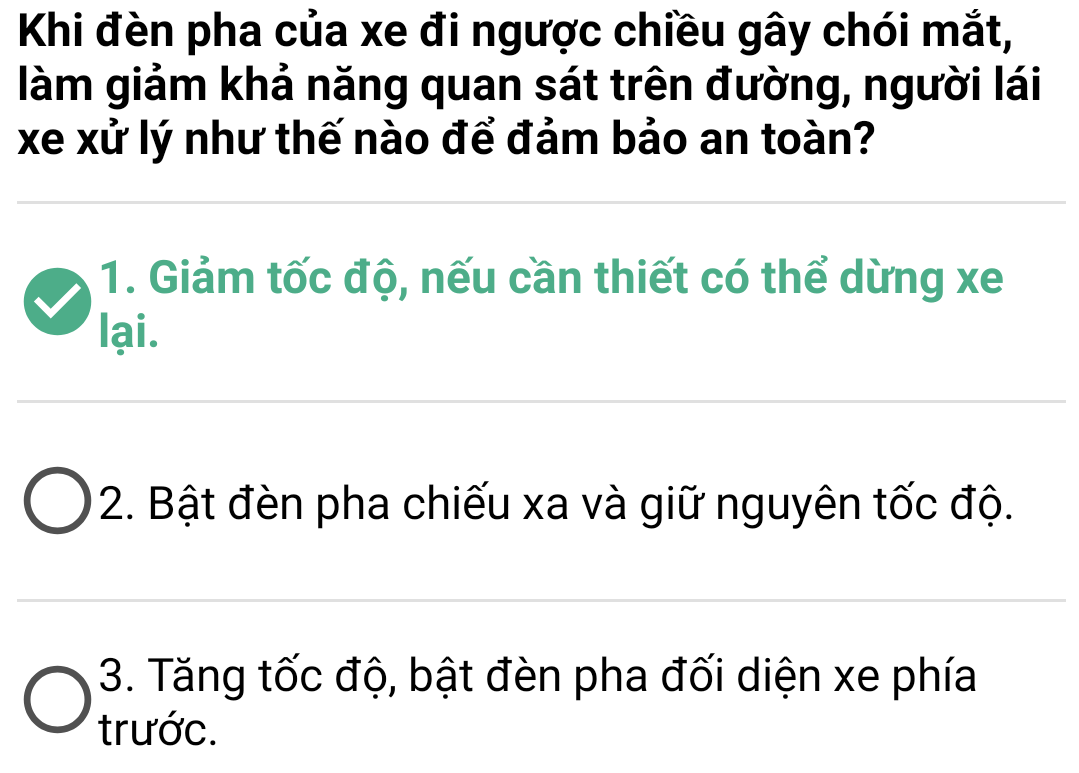 Khi đèn pha của xe đi ngược chiều gây chói mắt,
làm giảm khả năng quan sát trên đường, người lái
xe xử lý như thế nào để đảm bảo an toàn?
1. Giảm tốc độ, nếu cần thiết có thể dừng xe
lại.
2. Bật đèn pha chiếu xa và giữ nguyên tốc độ.
3. Tăng tốc độ, bật đèn pha đối diện xe phía
trước.